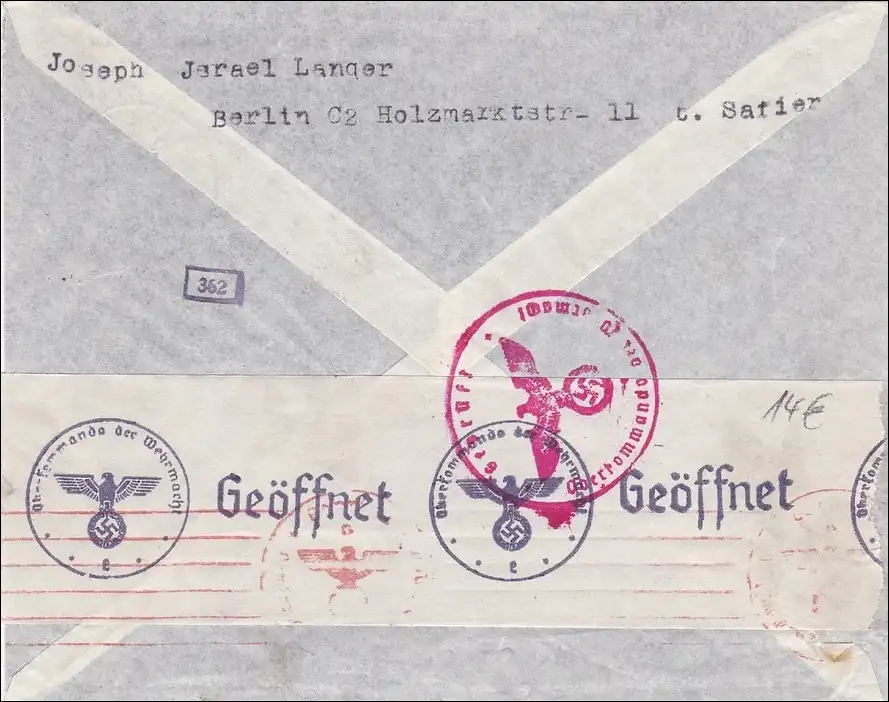 Joseph Jsrael Langer
Berlin C2 Holzmarktstr- 11 t. Safier
362
Geprüft
Oberkommando der Wehrmacht
14€
Oberkommando der Wehrmacht
e
Geöffnet
Oberkommando der Wehrmacht
e
Geöffnet